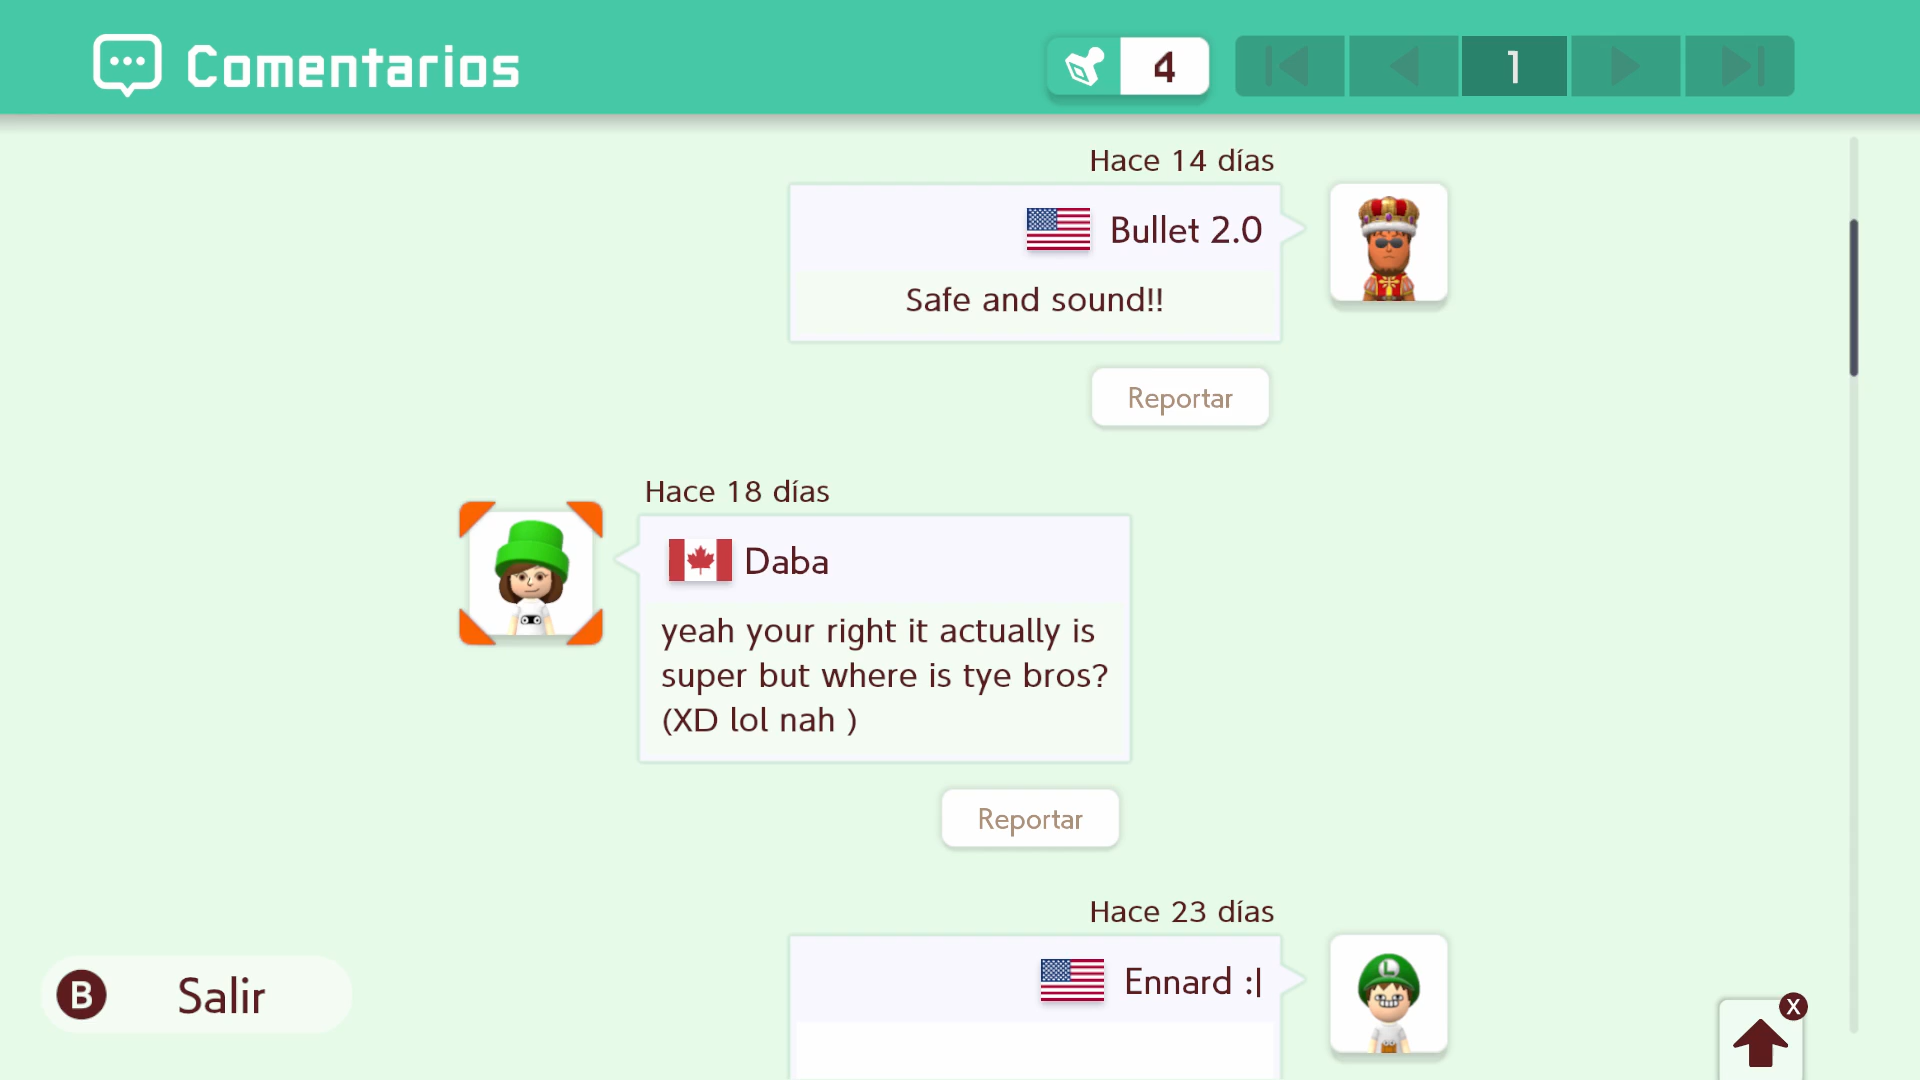 Comentarios
4
1
Hace 14 días
Bullet 2.0
Safe and sound!!
Reportar
Hace 18 días
Daba
yeah your right it actually is
super but where is tye bros?
(XD lol nah )
Reportar
Hace 23 días
Ennard :|
L
B Salir
X